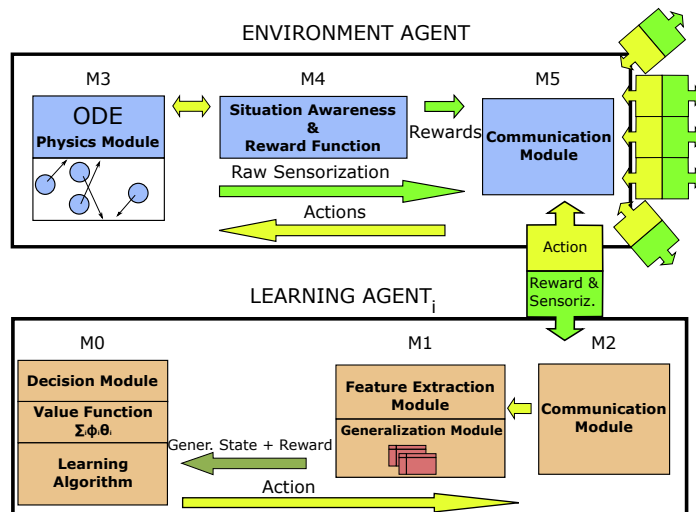 ENVIRONMENT AGENT
M3
M4
M5
ODE
Physics Module
Situation Awareness
&
Reward Function
Rewards
Communication
Module
Raw Sensorization
Actions
Action
Reward &
Sensoriz.
LEARNING AGENTi
M0
M1
M2
Decision Module
Value Function
Σᵢϕᵢθᵢ
Learning
Algorithm
Gener. State + Reward
Feature Extraction
Module
Generalization Module
Communication
Module
Action